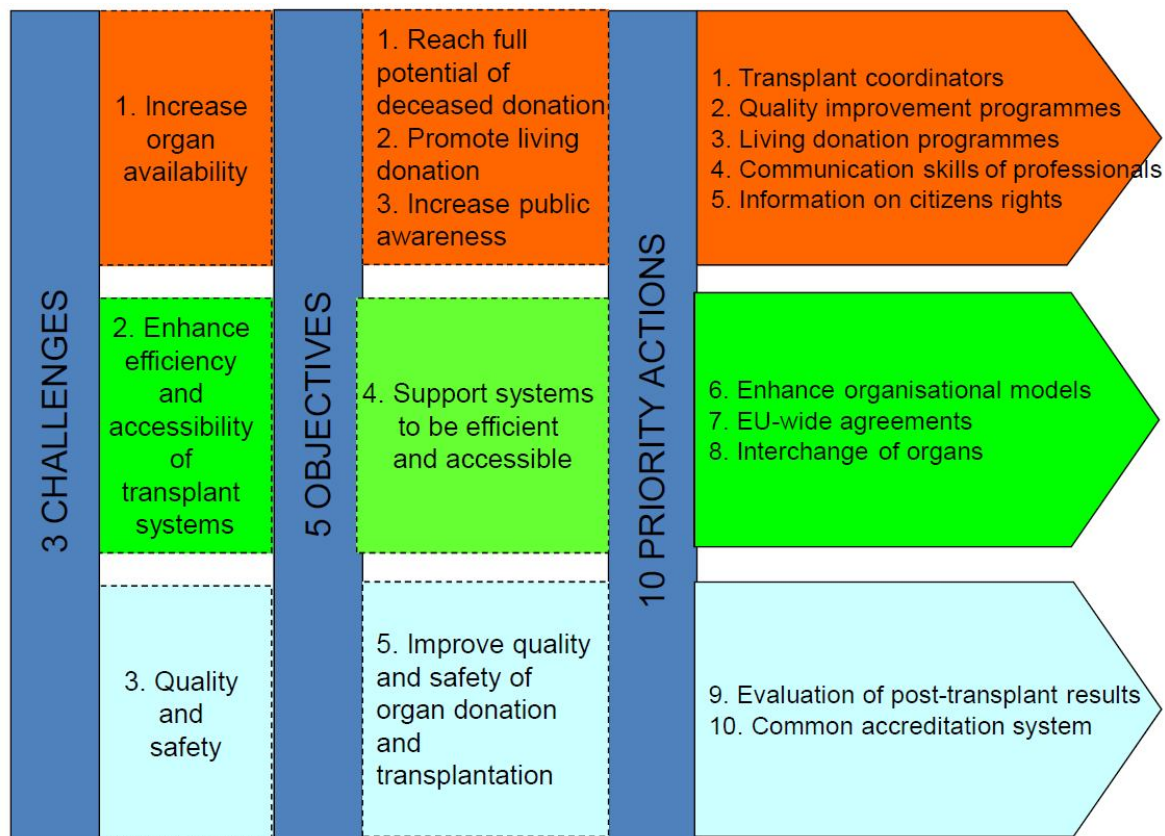 3 CHALLENGES
1. Increase
organ
availability
2. Enhance
efficiency
and
accessibility
of
transplant
systems
3. Quality
and
safety
5 OBJECTIVES
1. Reach full
potential of
deceased donation
2. Promote living
donation
3. Increase public
awareness
4. Support systems
to be efficient
and accessible
5. Improve quality
and safety of
organ donation
and
transplantation
10 PRIORITY ACTIONS
1. Transplant coordinators
2. Quality improvement programmes
3. Living donation programmes
4. Communication skills of professionals
5. Information on citizens rights
6. Enhance organisational models
7. EU-wide agreements
8. Interchange of organs
9. Evaluation of post-transplant results
10. Common accreditation system